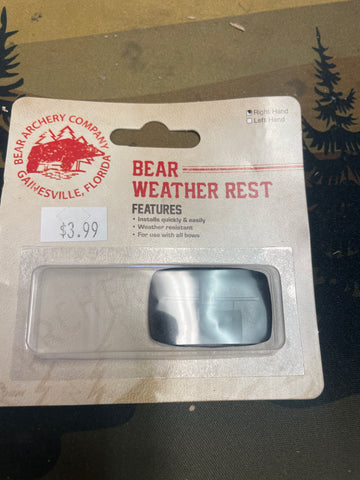 BEAR ARCHERY COMPANY
GAINESVILLE, FLORIDA
Right Hand
Left Hand
BEAR
WEATHER REST
FEATURES
• Installs quickly & easily
• Weather resistant
• For use with all bows
$3.99